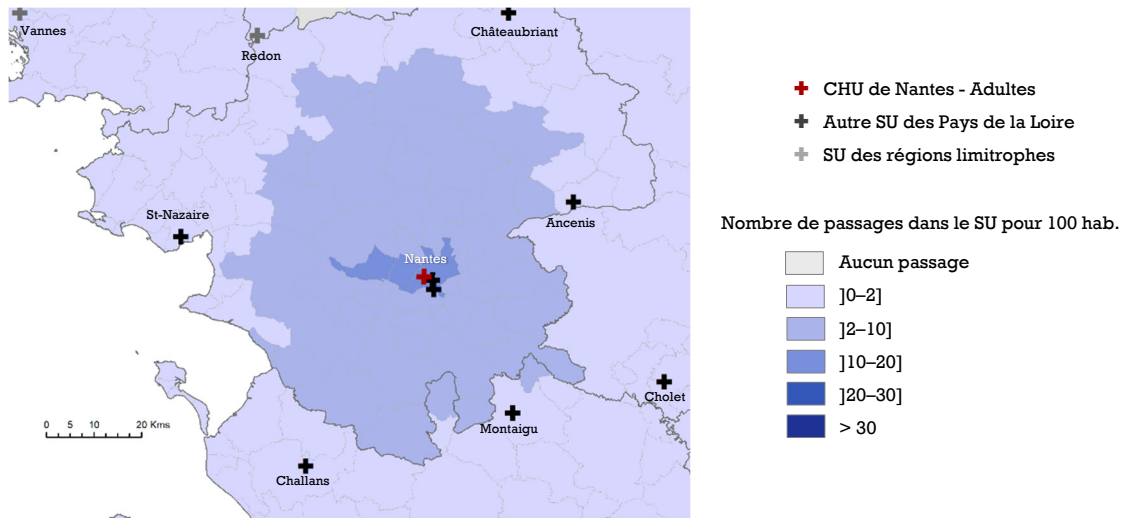 Vannes
Redon
Châteaubriant
St-Nazaire
Ancenis
Nantes
Cholet
Montaigu
Challans
0 5 10 20 Kms
CHU de Nantes - Adultes
Autre SU des Pays de la Loire
SU des régions limitrophes
Nombre de passages dans le SU pour 100 hab.
Aucun passage
]0–2]
]2–10]
]10–20]
]20–30]
> 30